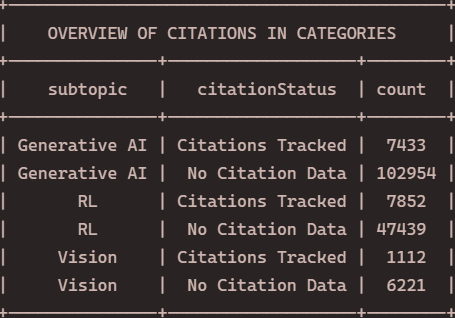 OVERVIEW OF CITATIONS IN CATEGORIES
subtopic | citationStatus | count
Generative AI | Citations Tracked | 7433
Generative AI | No Citation Data | 102954
RL | Citations Tracked | 7852
RL | No Citation Data | 47439
Vision | Citations Tracked | 1112
Vision | No Citation Data | 6221